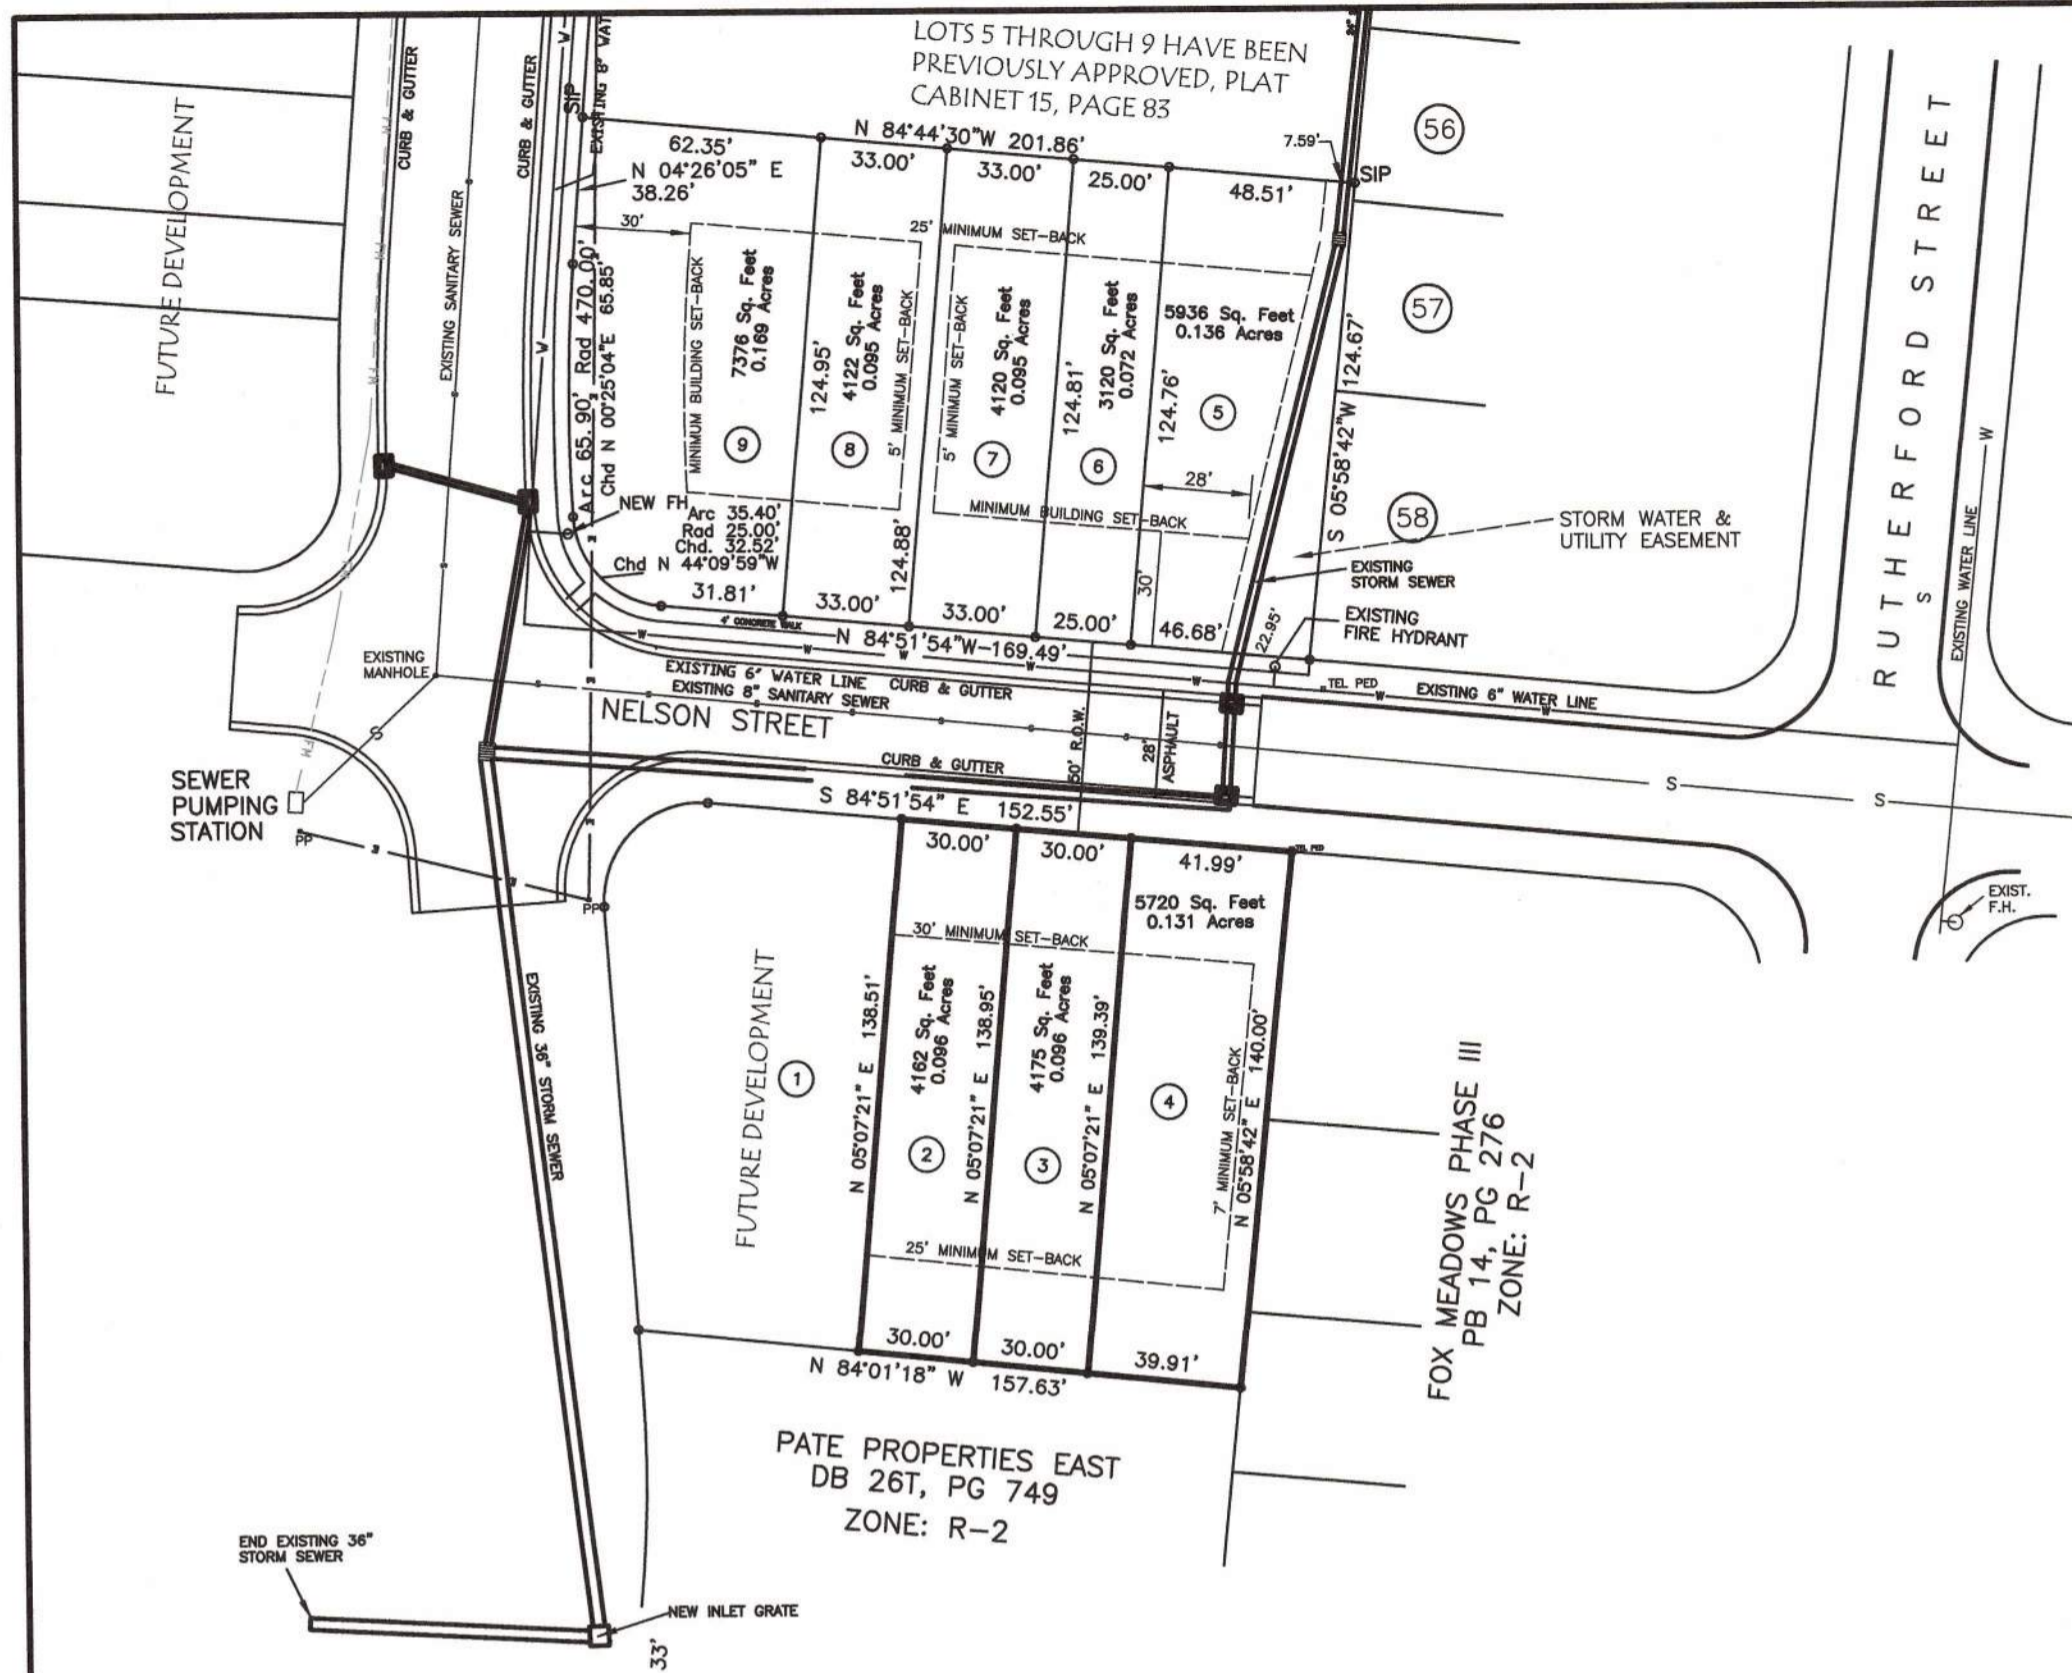 LOTS 5 THROUGH 9 HAVE BEEN
PREVIOUSLY APPROVED, PLAT
CABINET 15, PAGE 83
FUTURE DEVELOPMENT
CURB & GUTTER
EXISTING SANITARY SEWER
CURB & GUTTER
W
SIP
EXISTING 8" WAT
24"
N 84°44'30"W 201.86'
62.35'
33.00'
33.00'
25.00'
48.51'
7.59'
SIP
N 04°26'05" E
38.26'
30'
25' MINIMUM SET-BACK
Arc 65.90' Rad 470.00'
Chd N 00°25'04"E 65.85'
MINIMUM BUILDING SET-BACK
7376 Sq. Feet
0.169 Acres
9
124.95'
4122 Sq. Feet
0.095 Acres
8
5' MINIMUM SET-BACK
124.88'
5' MINIMUM SET-BACK
4120 Sq. Feet
0.095 Acres
7
124.81'
3120 Sq. Feet
0.072 Acres
6
124.76'
5936 Sq. Feet
0.136 Acres
5
28'
MINIMUM BUILDING SET-BACK
30'
S 05°58'42"W 124.67'
56
57
58
STORM WATER &
UTILITY EASEMENT
EXISTING
STORM SEWER
EXISTING
FIRE HYDRANT
22.95'
RUTHERFORD STREET
S
EXISTING WATER LINE
W
NEW FH
Arc 35.40'
Rad 25.00'
Chd. 32.52'
Chd N 44°09'59"W
31.81'
33.00'
33.00'
25.00'
46.68'
4' CONCRETE WALK
N 84°51'54"W-169.49'
EXISTING 6" WATER LINE
CURB & GUTTER
EXISTING 8" SANITARY SEWER
TEL PED
EXISTING 6" WATER LINE
EXISTING
MANHOLE
NELSON STREET
50' R.O.W.
28'
ASPHAULT
CURB & GUTTER
S
S
S
FM
SEWER
PUMPING
STATION
PP
PP
S 84°51'54" E 152.55'
30.00'
30.00'
41.99'
TEL PED
5720 Sq. Feet
0.131 Acres
EXIST.
F.H.
30' MINIMUM SET-BACK
FUTURE DEVELOPMENT
1
N 05°07'21" E 138.51'
4162 Sq. Feet
0.096 Acres
2
N 05°07'21" E 138.95'
4175 Sq. Feet
0.096 Acres
3
N 05°07'21" E 139.39'
4
7' MINIMUM SET-BACK
N 05°58'42" E 140.00'
25' MINIMUM SET-BACK
EXISTING 36" STORM SEWER
30.00'
30.00'
39.91'
N 84°01'18" W 157.63'
FOX MEADOWS PHASE III
PB 14, PG 276
ZONE: R-2
PATE PROPERTIES EAST
DB 26T, PG 749
ZONE: R-2
END EXISTING 36"
STORM SEWER
NEW INLET GRATE
33'